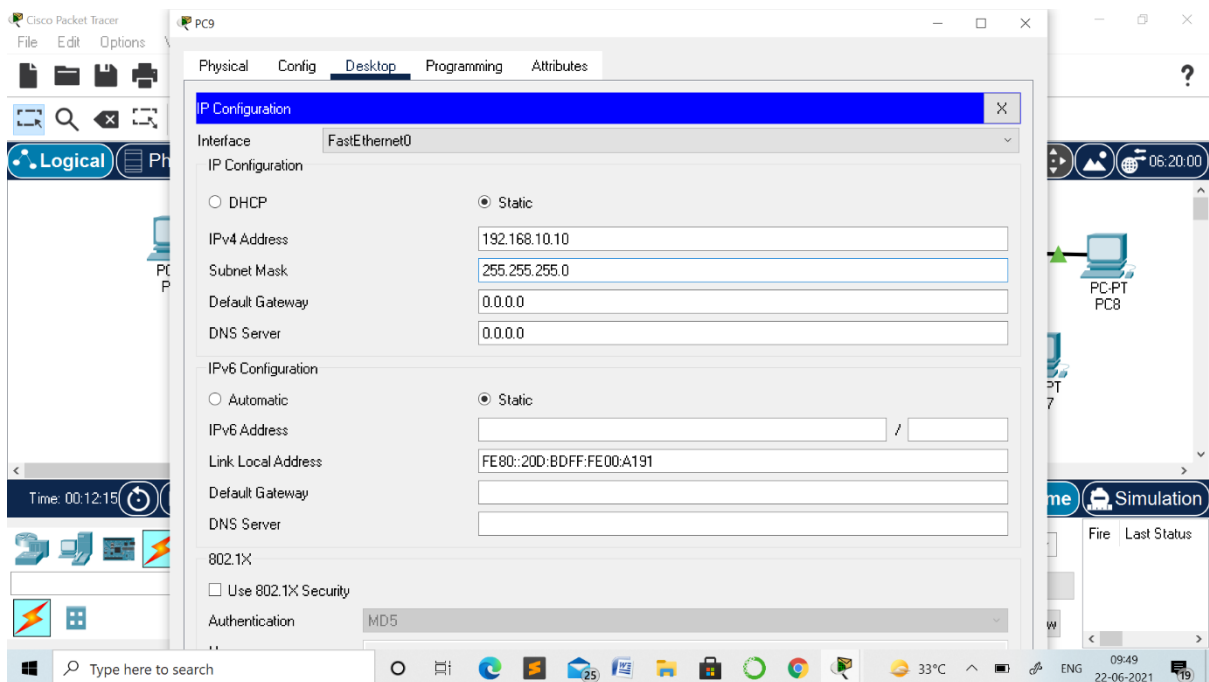 Cisco Packet Tracer
PC9
File Edit Options
Physical Config Desktop Programming Attributes
?
IP Configuration X
Interface FastEthernet0
Logical
IP Configuration
06:20:00
DHCP Static
IPv4 Address 192.168.10.10
Subnet Mask 255.255.255.0
Default Gateway 0.0.0.0
DNS Server 0.0.0.0
PC-PT
PC8
IPv6 Configuration
Automatic Static
IPv6 Address /
Link Local Address FE80::20D:BDFF:FE00:A191
Default Gateway
DNS Server
Time: 00:12:15
Simulation
Fire Last Status
802.1X
Use 802.1X Security
Authentication MD5
Type here to search
25
33°C ENG
09:49
22-06-2021
19